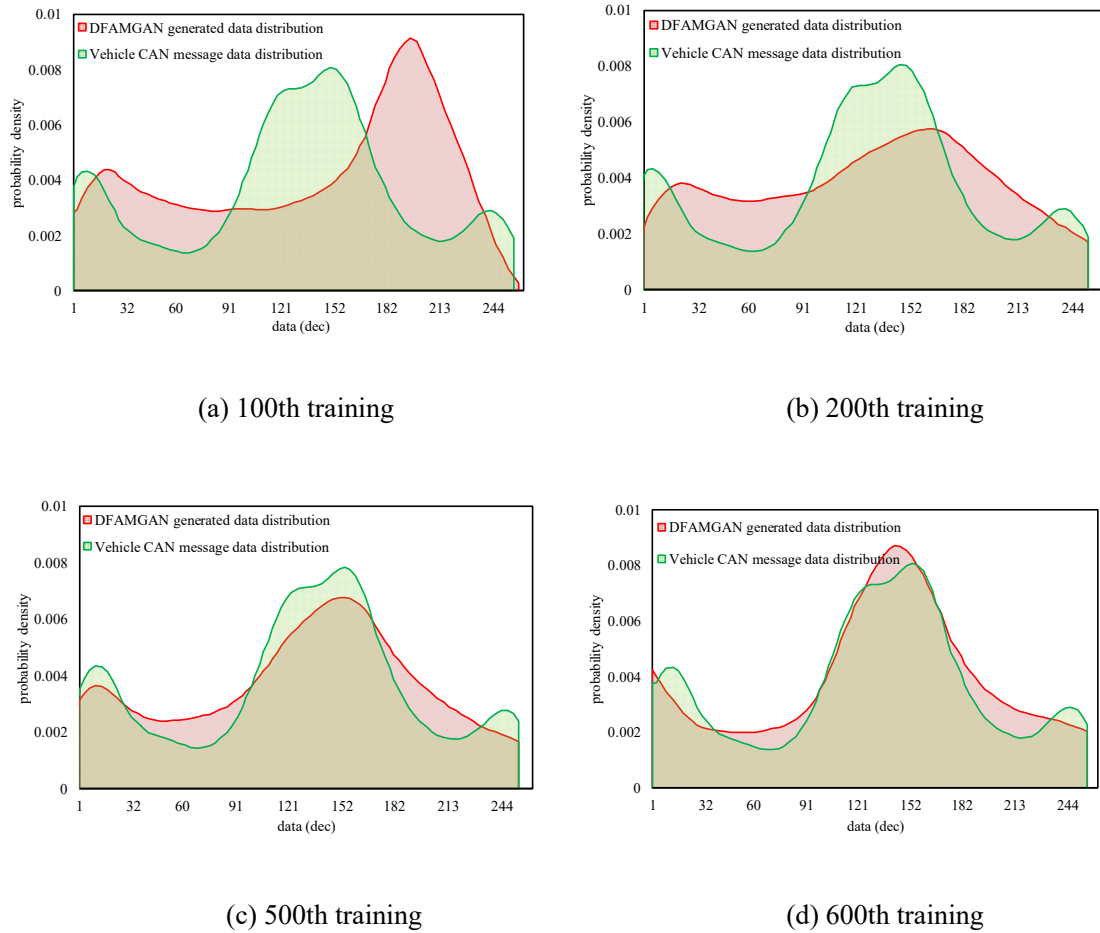 0.01
DFAMGAN generated data distribution
Vehicle CAN message data distribution
0.008
0.006
0.004
0.002
0
probability density
1 32 60 91 121 152 182 213 244
data (dec)
(a) 100th training
0.01
DFAMGAN generated data distribution
Vehicle CAN message data distribution
0.008
0.006
0.004
0.002
0
probability density
1 32 60 91 121 152 182 213 244
data (dec)
(b) 200th training
0.01
DFAMGAN generated data distribution
Vehicle CAN message data distribution
0.008
0.006
0.004
0.002
0
probability density
1 32 60 91 121 152 182 213 244
data (dec)
(c) 500th training
0.01
DFAMGAN generated data distribution
Vehicle CAN message data distribution
0.008
0.006
0.004
0.002
0
probability density
1 32 60 91 121 152 182 213 244
data (dec)
(d) 600th training